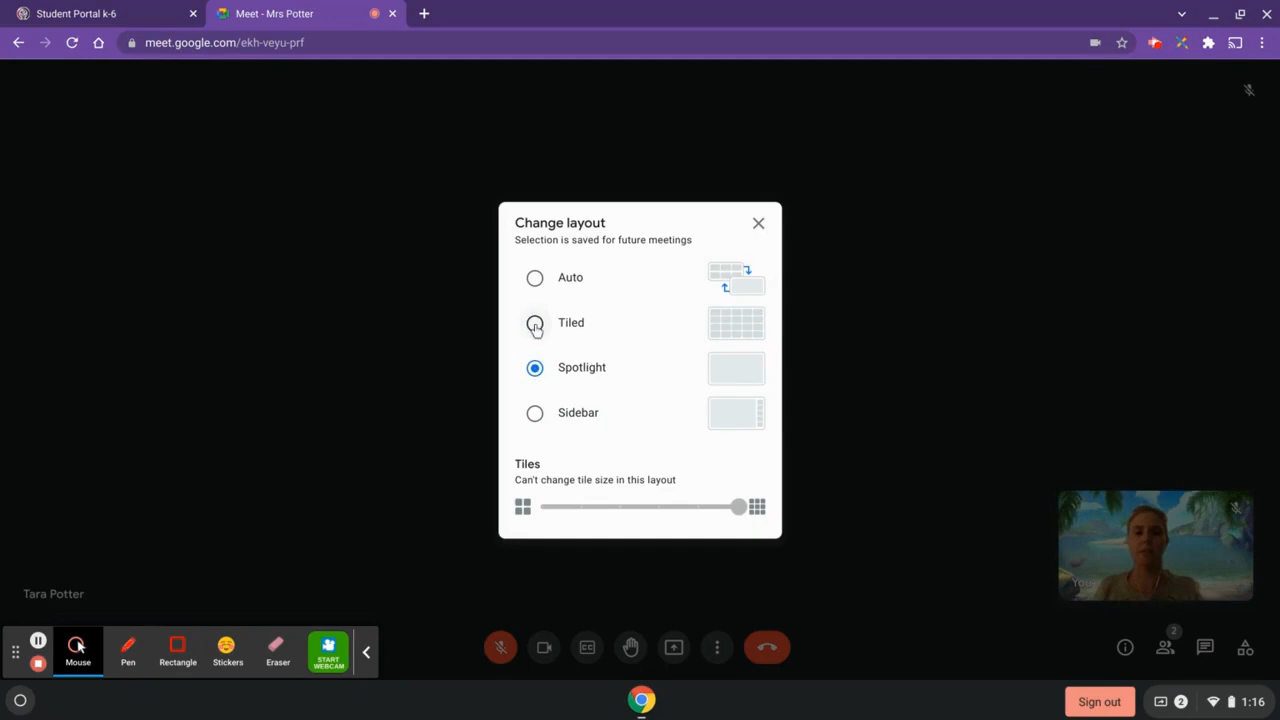 Student Portal k-6
Meet - Mrs Potter
meet.google.com/ekh-veyu-prf
Change layout
Selection is saved for future meetings
Auto
Tiled
Spotlight
Sidebar
Tiles
Can't change tile size in this layout
You
Tara Potter
Mouse
Pen
Rectangle
Stickers
Eraser
START
WEBCAM
2
Sign out
2
1:16